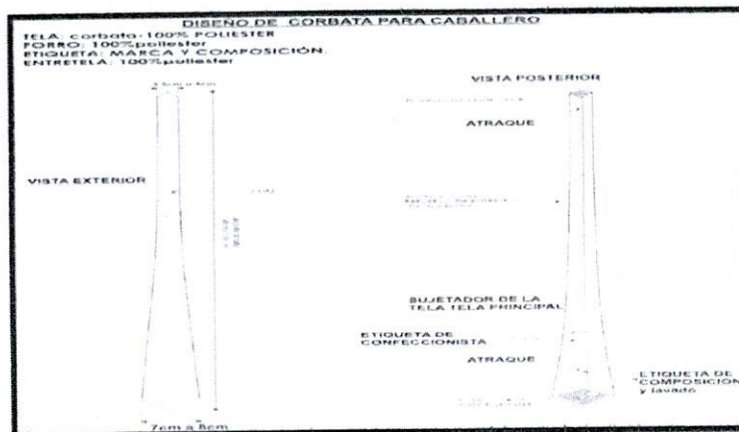 DISEÑO DE CORBATA PARA CABALLERO
TELA: corbata-100% POLIESTER
FORRO: 100%poliester
ETIQUETA: MARCA Y COMPOSICIÓN.
ENTRETELA: 100%poliester
VISTA POSTERIOR
ATRAQUE
VISTA EXTERIOR
SUJETADOR DE LA
TELA TELA PRINCIPAL
ETIQUETA DE
CONFECCIONISTA
ATRAQUE
ETIQUETA DE
COMPOSICION
y lavado
7cm a 8cm